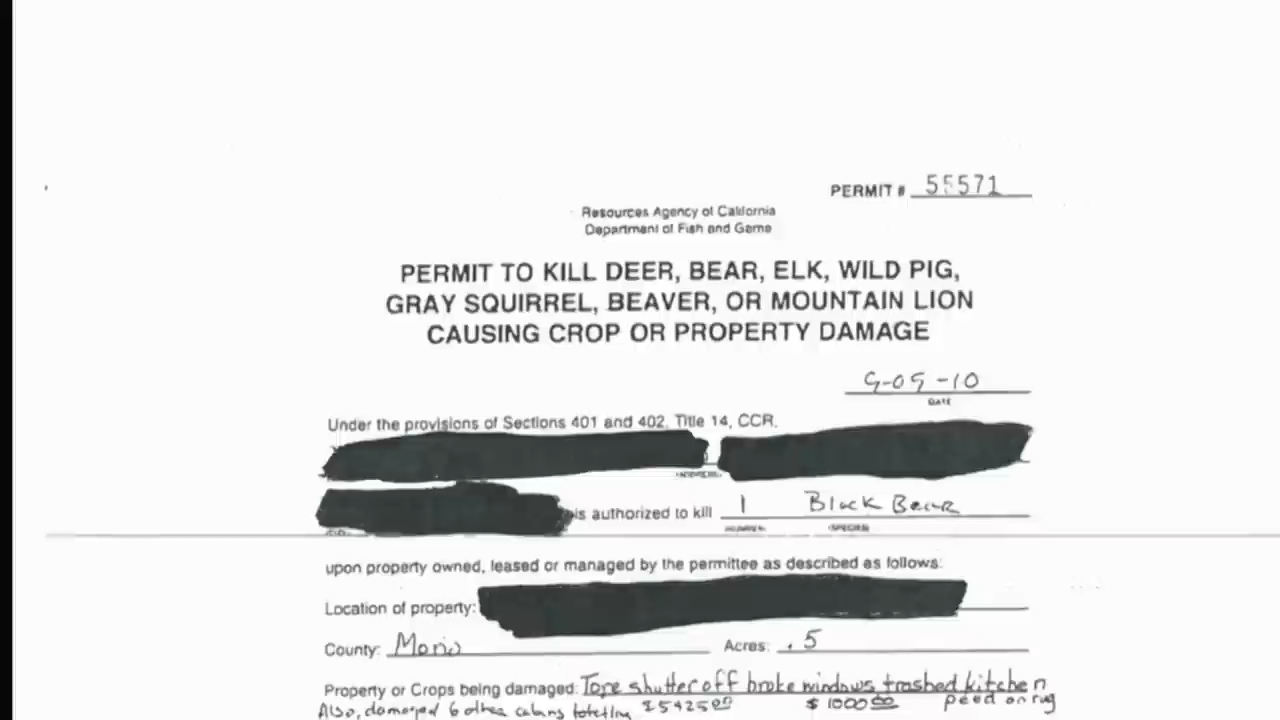 PERMIT # 55571
Resources Agency of California
Department of Fish and Game
PERMIT TO KILL DEER, BEAR, ELK, WILD PIG,
GRAY SQUIRREL, BEAVER, OR MOUNTAIN LION
CAUSING CROP OR PROPERTY DAMAGE
9-09-10
DATE
Under the provisions of Sections 401 and 402, Title 14, CCR,
is authorized to kill 1 Black Bear
NUMBER SPECIES
upon property owned, leased or managed by the permittee as described as follows:
Location of property:
County: Mono Acres: .5
Property or Crops being damaged: Tore shutter off broke windows trashed kitchen
Also, damaged 6 other cabins totaling $ 1000.00 peed on rug